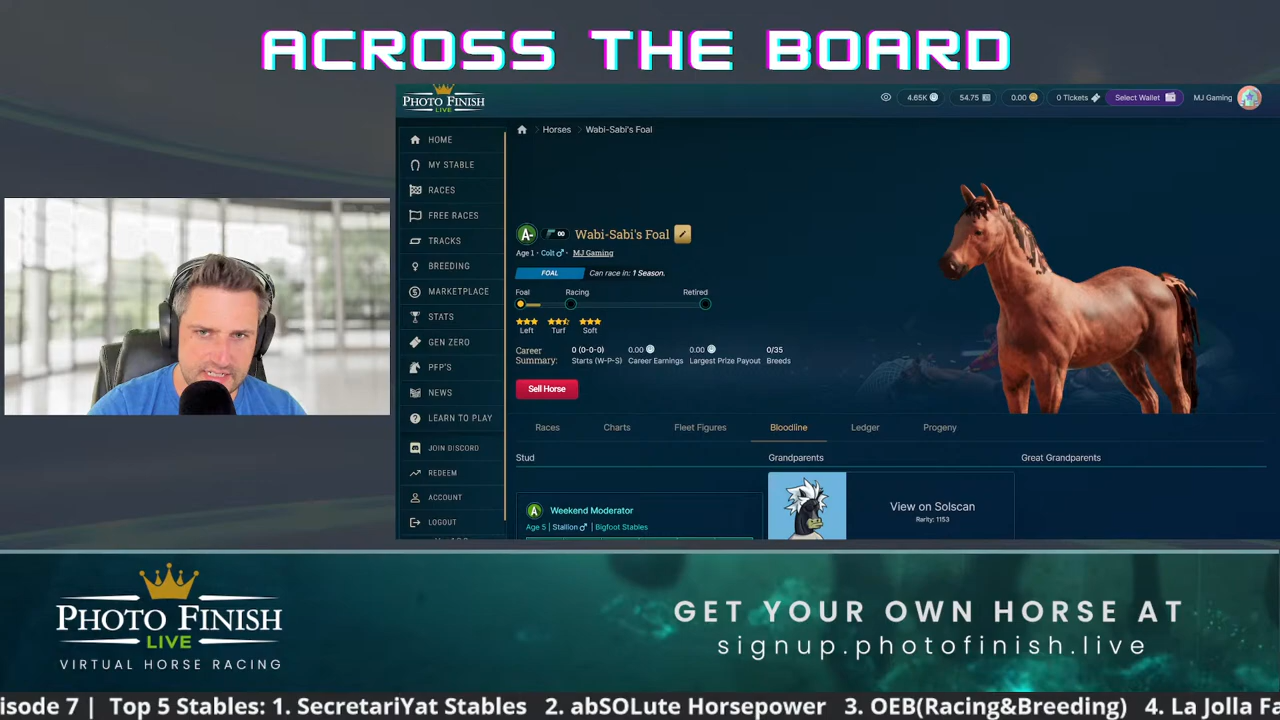 ACROSS THE BOARD
PHOTO FINISH
LIVE
4.65K
54.75
0.00
0 Tickets
Select Wallet
MJ Gaming
HOME
MY STABLE
RACES
FREE RACES
TRACKS
BREEDING
MARKETPLACE
STATS
GEN ZERO
PFP'S
NEWS
LEARN TO PLAY
JOIN DISCORD
REDEEM
ACCOUNT
LOGOUT
Horses
Wabi-Sabi's Foal
A- ∞ Wabi-Sabi's Foal
Age 1 · Colt ♂ · MJ Gaming
FOAL Can race in: 1 Season.
Foal Racing Retired
Left Turf Soft
Career Summary:
0 (0-0-0) 0.00 0.00 0/35
Starts (W-P-S) Career Earnings Largest Prize Payout Breeds
Sell Horse
Races Charts Fleet Figures Bloodline Ledger Progeny
Stud Grandparents Great Grandparents
A Weekend Moderator
Age 5 | Stallion ♂ | Bigfoot Stables
View on Solscan
Rarity: 1153
PHOTO FINISH
LIVE
VIRTUAL HORSE RACING
GET YOUR OWN HORSE AT
signup.photofinish.live
isode 7 | Top 5 Stables: 1. SecretariYat Stables 2. abSOLute Horsepower 3. OEB(Racing&Breeding) 4. La Jolla Fa